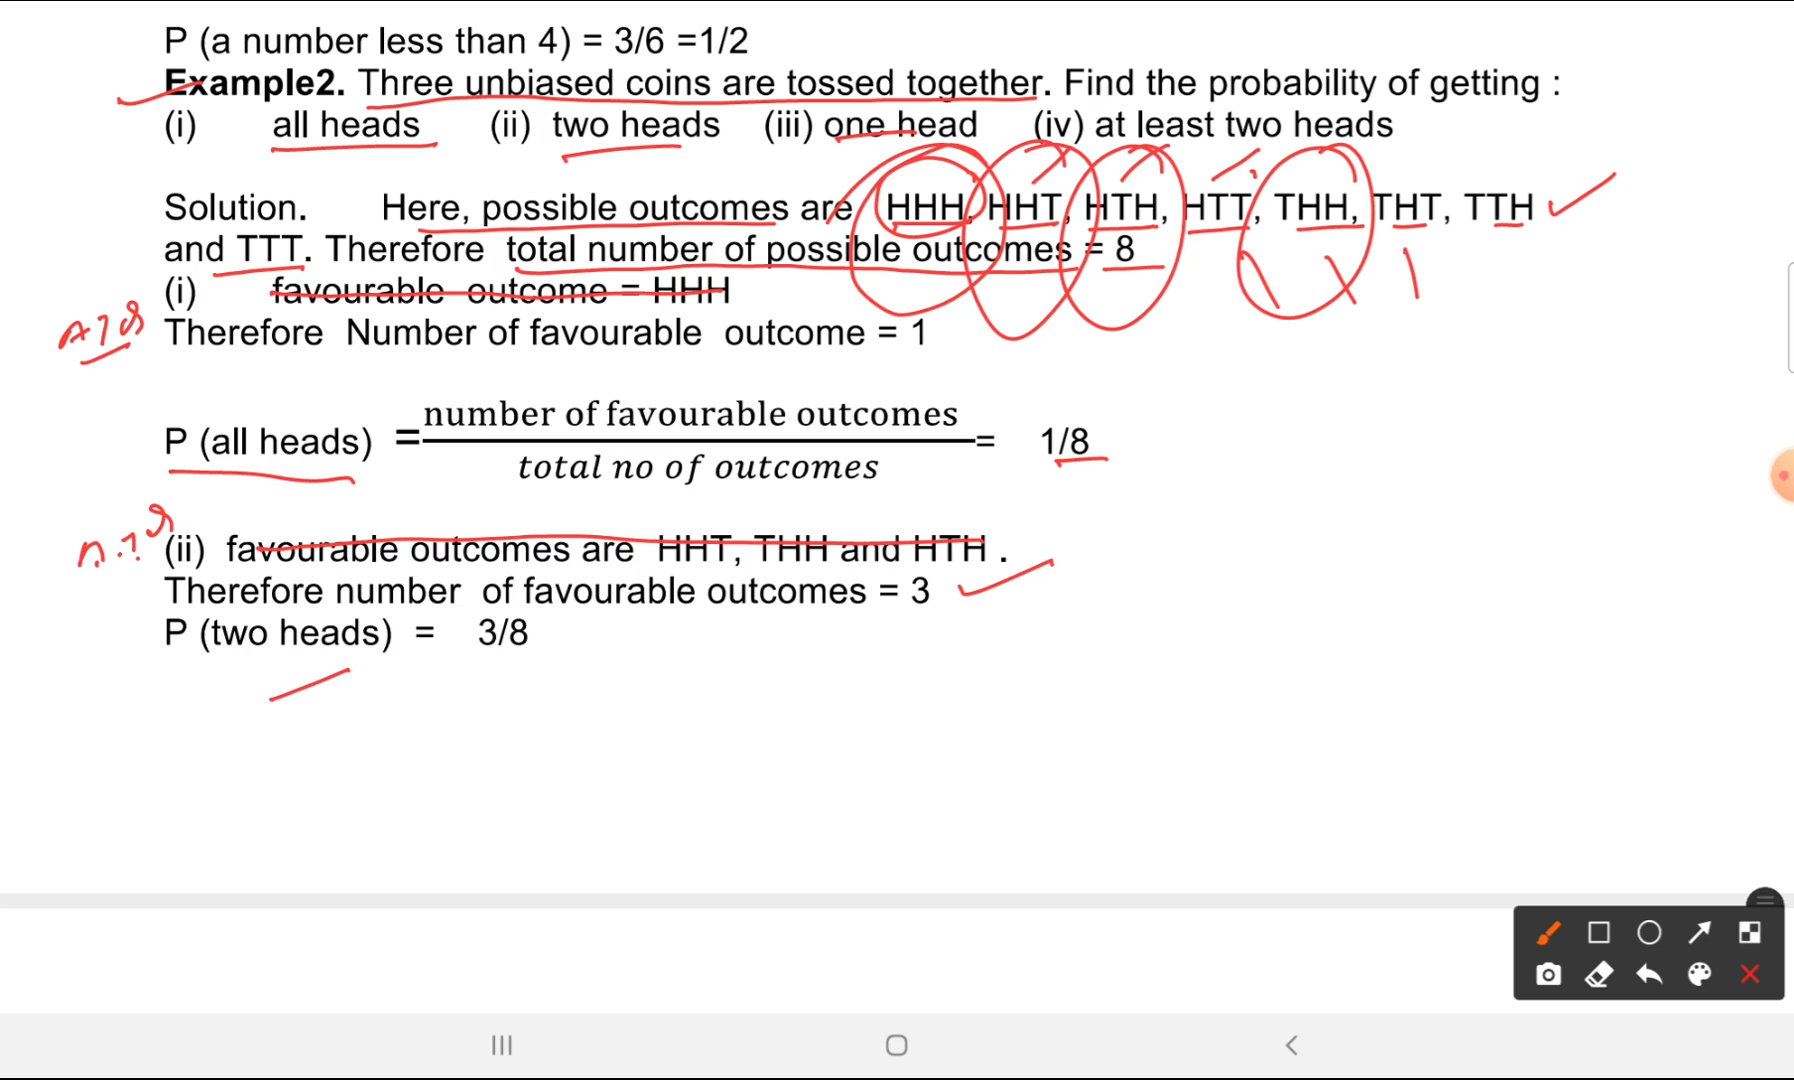 P (a number less than 4) = 3/6 =1/2
Example2. Three unbiased coins are tossed together. Find the probability of getting :
(i) all heads (ii) two heads (iii) one head (iv) at least two heads
Solution. Here, possible outcomes are HHH, HHT, HTH, HTT, THH, THT, TTH
and TTT. Therefore total number of possible outcomes = 8
(i) favourable outcome = HHH
Therefore Number of favourable outcome = 1
P (all heads) = number of favourable outcomes / total no of outcomes = 1/8
(ii) favourable outcomes are HHT, THH and HTH .
Therefore number of favourable outcomes = 3
P (two heads) = 3/8